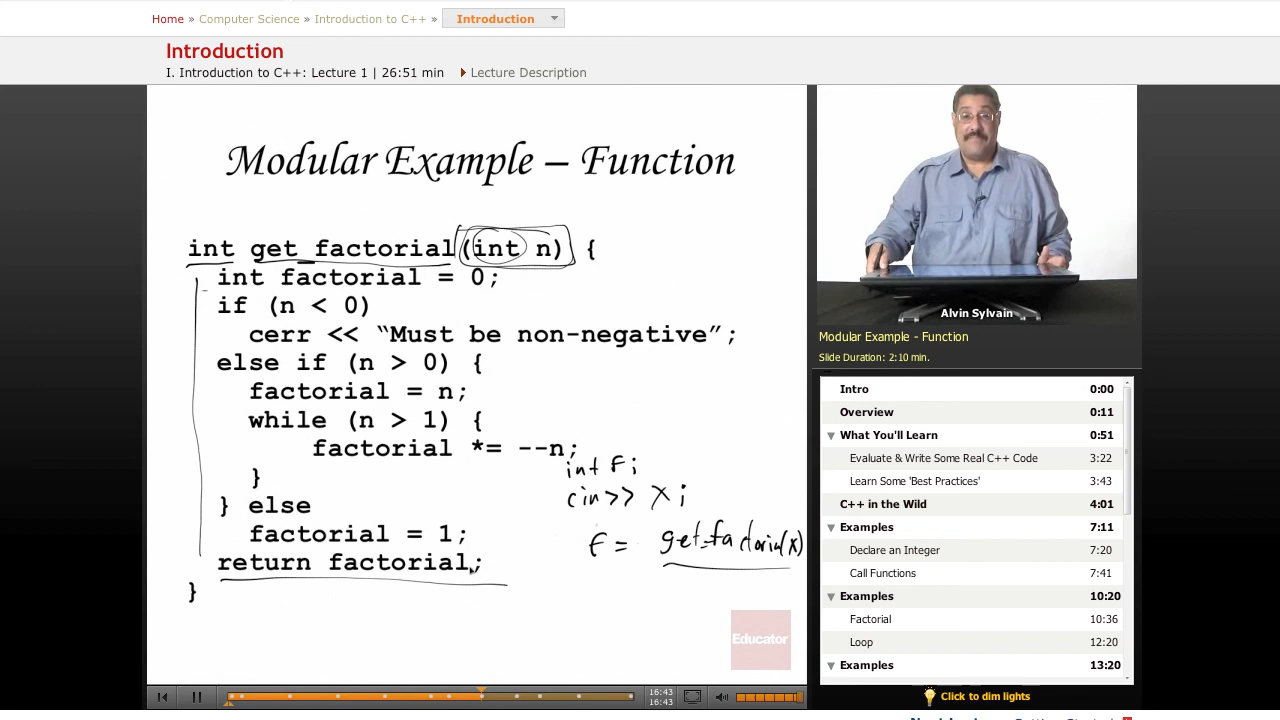 Home » Computer Science » Introduction to C++ » Introduction
Introduction
I. Introduction to C++: Lecture 1 | 26:51 min Lecture Description
Modular Example – Function
int get_factorial(int n) {
int factorial = 0;
if (n < 0)
cerr << “Must be non-negative”;
else if (n > 0) {
factorial = n;
while (n > 1) {
factorial *= --n;
}
} else
factorial = 1;
return factorial;
}
int F;
cin>> X;
F = get_factorial(X)
Educator
16:43
16:43
Alvin Sylvain
Modular Example - Function
Slide Duration: 2:10 min.
Intro 0:00
Overview 0:11
What You'll Learn 0:51
Evaluate & Write Some Real C++ Code 3:22
Learn Some 'Best Practices' 3:43
C++ in the Wild 4:01
Examples 7:11
Declare an Integer 7:20
Call Functions 7:41
Examples 10:20
Factorial 10:36
Loop 12:20
Examples 13:20
Click to dim lights